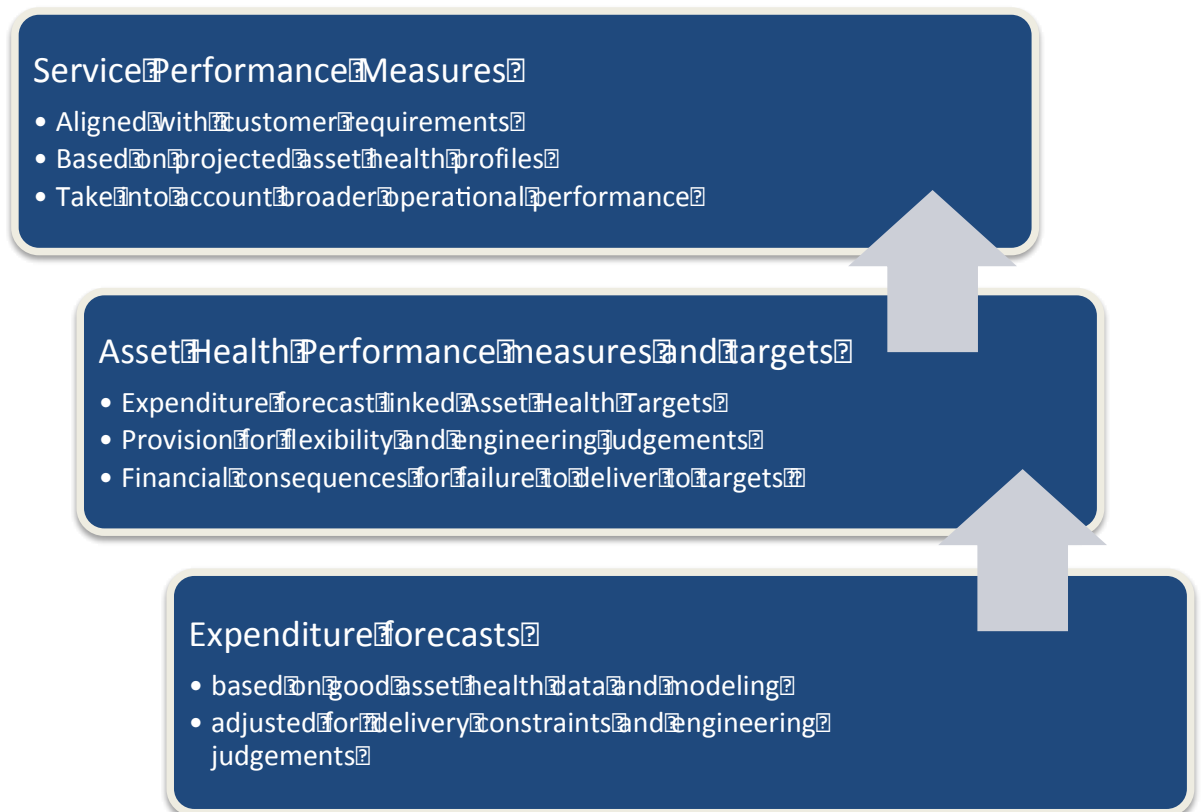 Service Performance Measures
• Aligned with customer requirements
• Based on projected asset health profiles
• Take into account broader operational performance
Asset Health Performance measures and targets
• Expenditure forecast linked Asset Health Targets
• Provision for flexibility and engineering judgements
• Financial consequences for failure to deliver to targets
Expenditure forecasts
• based on good asset health data and modeling
• adjusted for delivery constraints and engineering
judgements